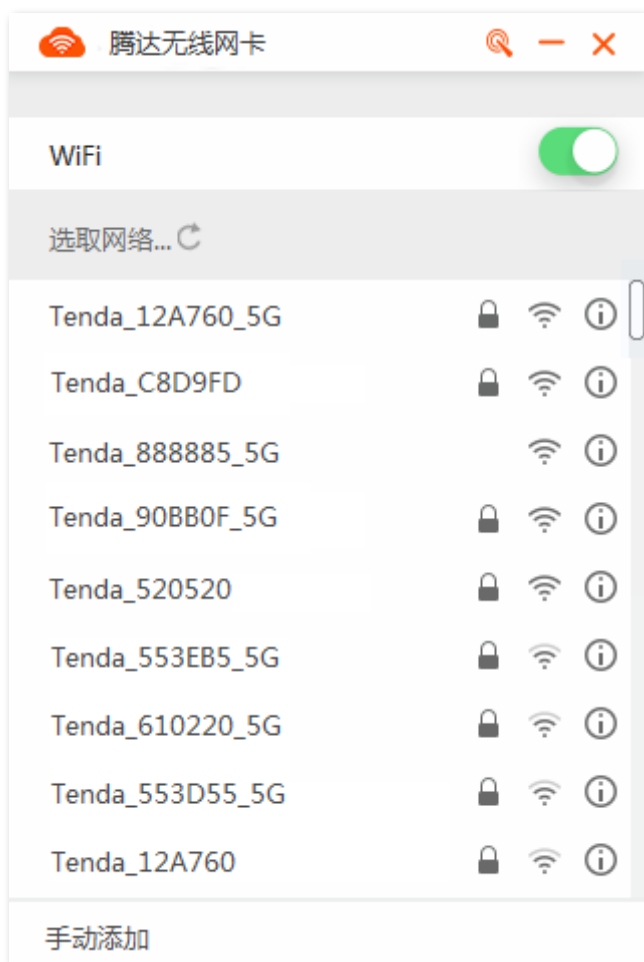 腾达无线网卡
WiFi
选取网络...
Tenda_12A760_5G
Tenda_C8D9FD
Tenda_888885_5G
Tenda_90BB0F_5G
Tenda_520520
Tenda_553EB5_5G
Tenda_610220_5G
Tenda_553D55_5G
Tenda_12A760
手动添加